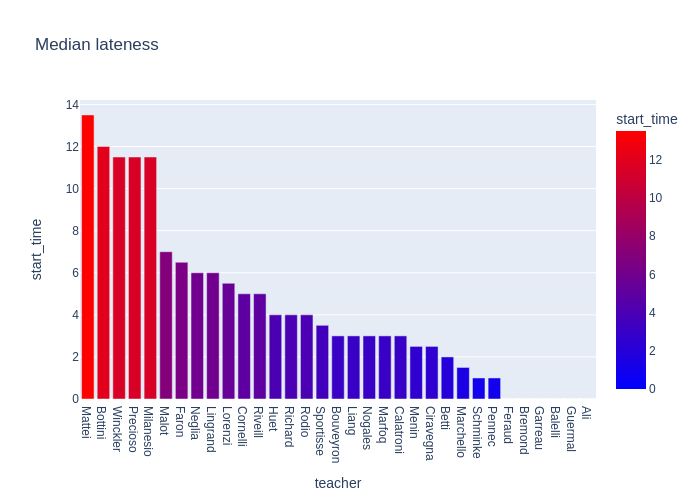 Median lateness
start_time
14
12
10
8
6
4
2
0
start_time
12
10
8
6
4
2
0
Mattei
Bottini
Winckler
Precioso
Milanesio
Malot
Faron
Neglia
Lingrand
Lorenzi
Cornelli
Riveill
Huet
Richard
Rodio
Sportisse
Bouveyron
Liang
Nogales
Marfoq
Calatroni
Menin
Ciravegna
Betti
Marchello
Schminke
Pennec
Feraud
Bremond
Garreau
Balelli
Guermal
Ali
teacher